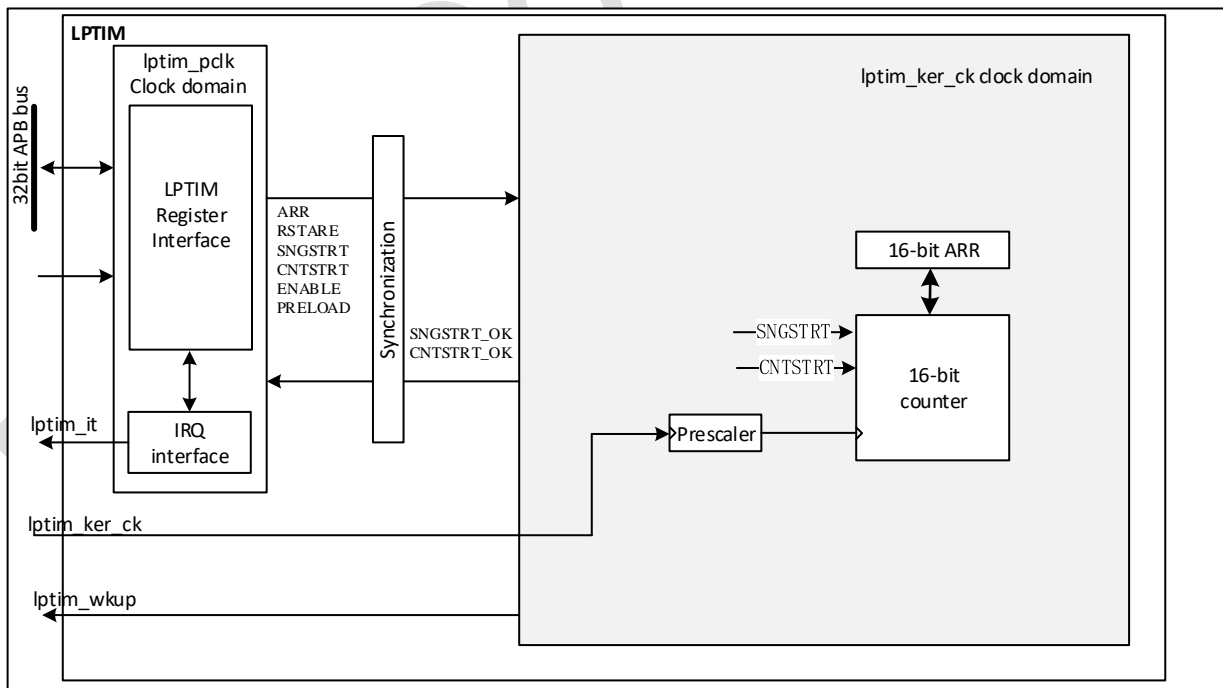 LPTIM
lptim_pclk
Clock domain
lptim_ker_ck clock domain
32bit APB bus
LPTIM
Register
Interface
ARR
RSTARE
SNGSTRT
CNTSTRT
ENABLE
PRELOAD
Synchronization
SNGSTRT_OK
CNTSTRT_OK
16-bit ARR
SNGSTRT
CNTSTRT
16-bit
counter
Prescaler
lptim_it
IRQ
interface
lptim_ker_ck
lptim_wkup